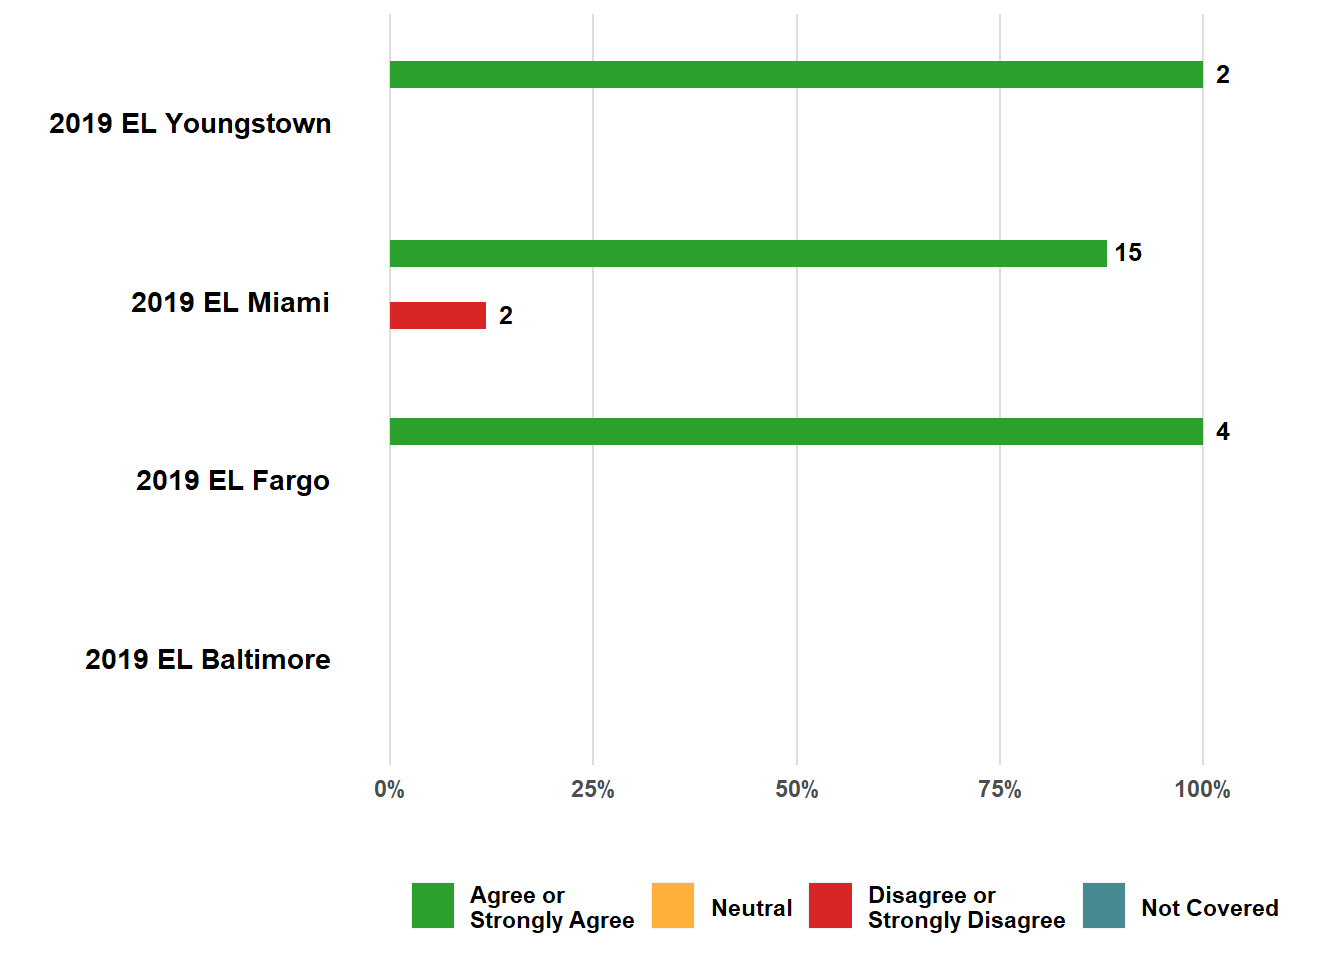 2
2019 EL Youngstown
15
2019 EL Miami
2
4
2019 EL Fargo
2019 EL Baltimore
0% 25% 50% 75% 100%
Agree or
Strongly Agree
Neutral
Disagree or
Strongly Disagree
Not Covered